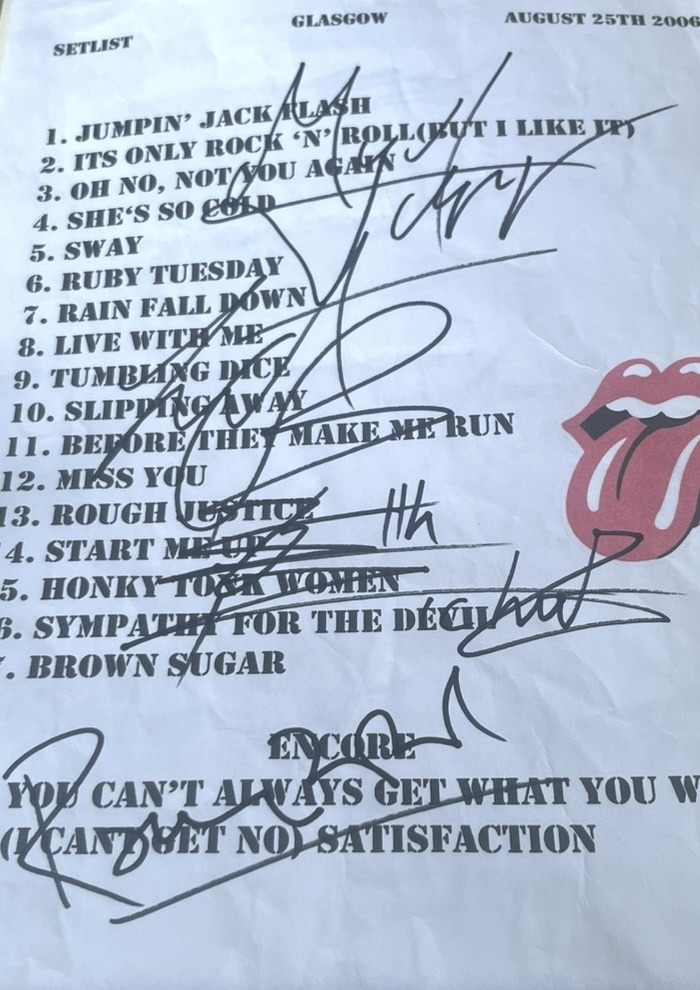 GLASGOW
AUGUST 25TH 2006
SETLIST
1. JUMPIN' JACK FLASH
2. ITS ONLY ROCK 'N' ROLL(BUT I LIKE IT)
3. OH NO, NOT YOU AGAIN
4. SHE'S SO COLD
5. SWAY
6. RUBY TUESDAY
7. RAIN FALL DOWN
8. LIVE WITH ME
9. TUMBLING DICE
10. SLIPPING AWAY
11. BEFORE THEY MAKE ME RUN
12. MISS YOU
13. ROUGH JUSTICE
4. START ME UP
5. HONKY TONK WOMEN
6. SYMPATHY FOR THE DEVIL
. BROWN SUGAR
ENCORE
YOU CAN'T ALWAYS GET WHAT YOU W
(I CANT GET NO) SATISFACTION